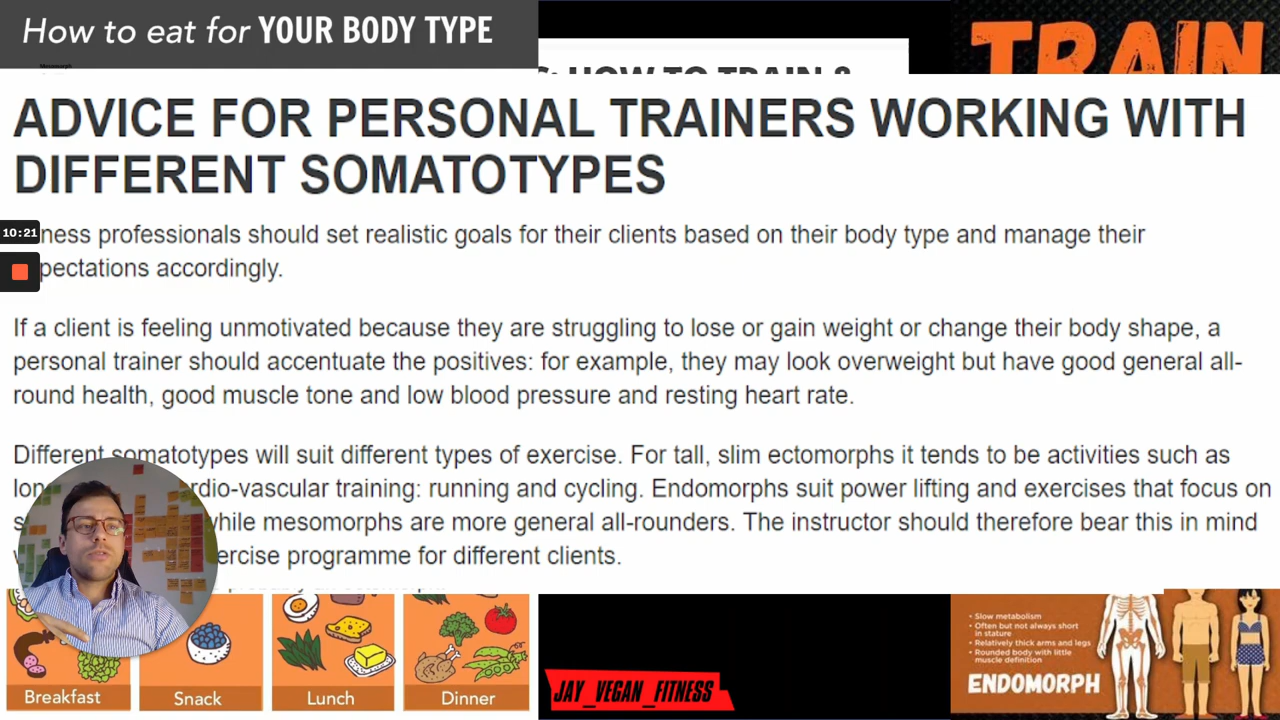 How to eat for YOUR BODY TYPE
Mesomorph
HOW TO TRAIN &
TRAIN
ADVICE FOR PERSONAL TRAINERS WORKING WITH
DIFFERENT SOMATOTYPES
10:21
ness professionals should set realistic goals for their clients based on their body type and manage their
pectations accordingly.
If a client is feeling unmotivated because they are struggling to lose or gain weight or change their body shape, a
personal trainer should accentuate the positives: for example, they may look overweight but have good general all-
round health, good muscle tone and low blood pressure and resting heart rate.
Different somatotypes will suit different types of exercise. For tall, slim ectomorphs it tends to be activities such as
rdio-vascular training: running and cycling. Endomorphs suit power lifting and exercises that focus on
while mesomorphs are more general all-rounders. The instructor should therefore bear this in mind
ercise programme for different clients.
Breakfast
Snack
Lunch
Dinner
JAY_VEGAN_FITNESS
• Slow metabolism
• Often but not always short
in stature
• Relatively thick arms and legs
• Rounded body with little
muscle definition
ENDOMORPH